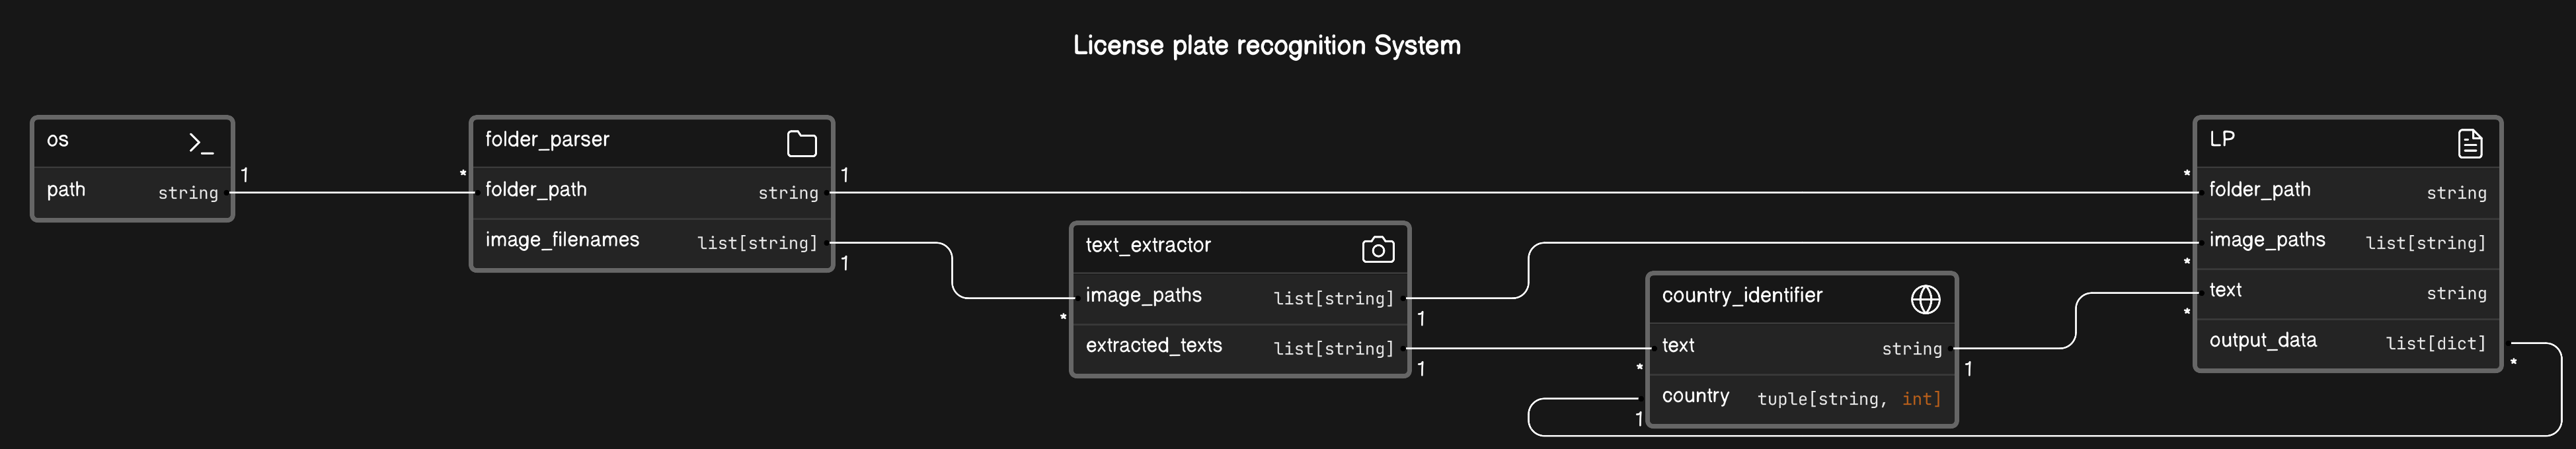 License plate recognition System
os
path string
1
*
folder_parser
folder_path string
image_filenames list[string]
1
1
*
text_extractor
image_paths list[string]
extracted_texts list[string]
1
1
*
country_identifier
text string
country tuple[string, int]
1
1
*
*
*
LP
folder_path string
image_paths list[string]
text string
output_data list[dict]
*